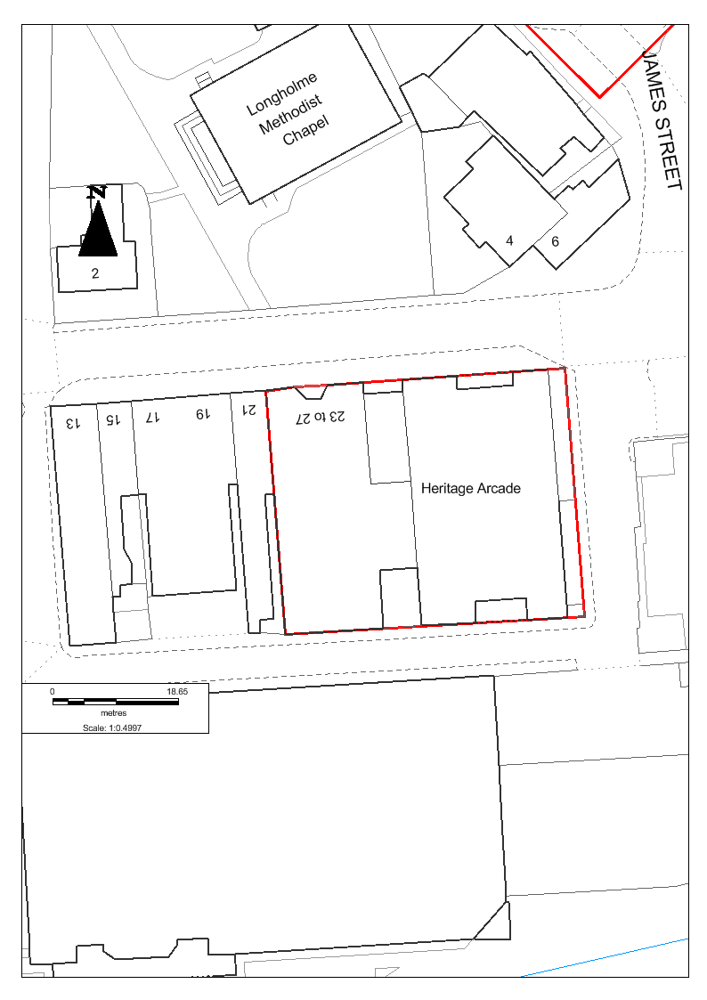 JAMES STREET
Longholme
Methodist
Chapel
N
2
4
6
13
15
17
19
21
23 to 27
Heritage Arcade
0
18.65
metres
Scale: 1:0.4997